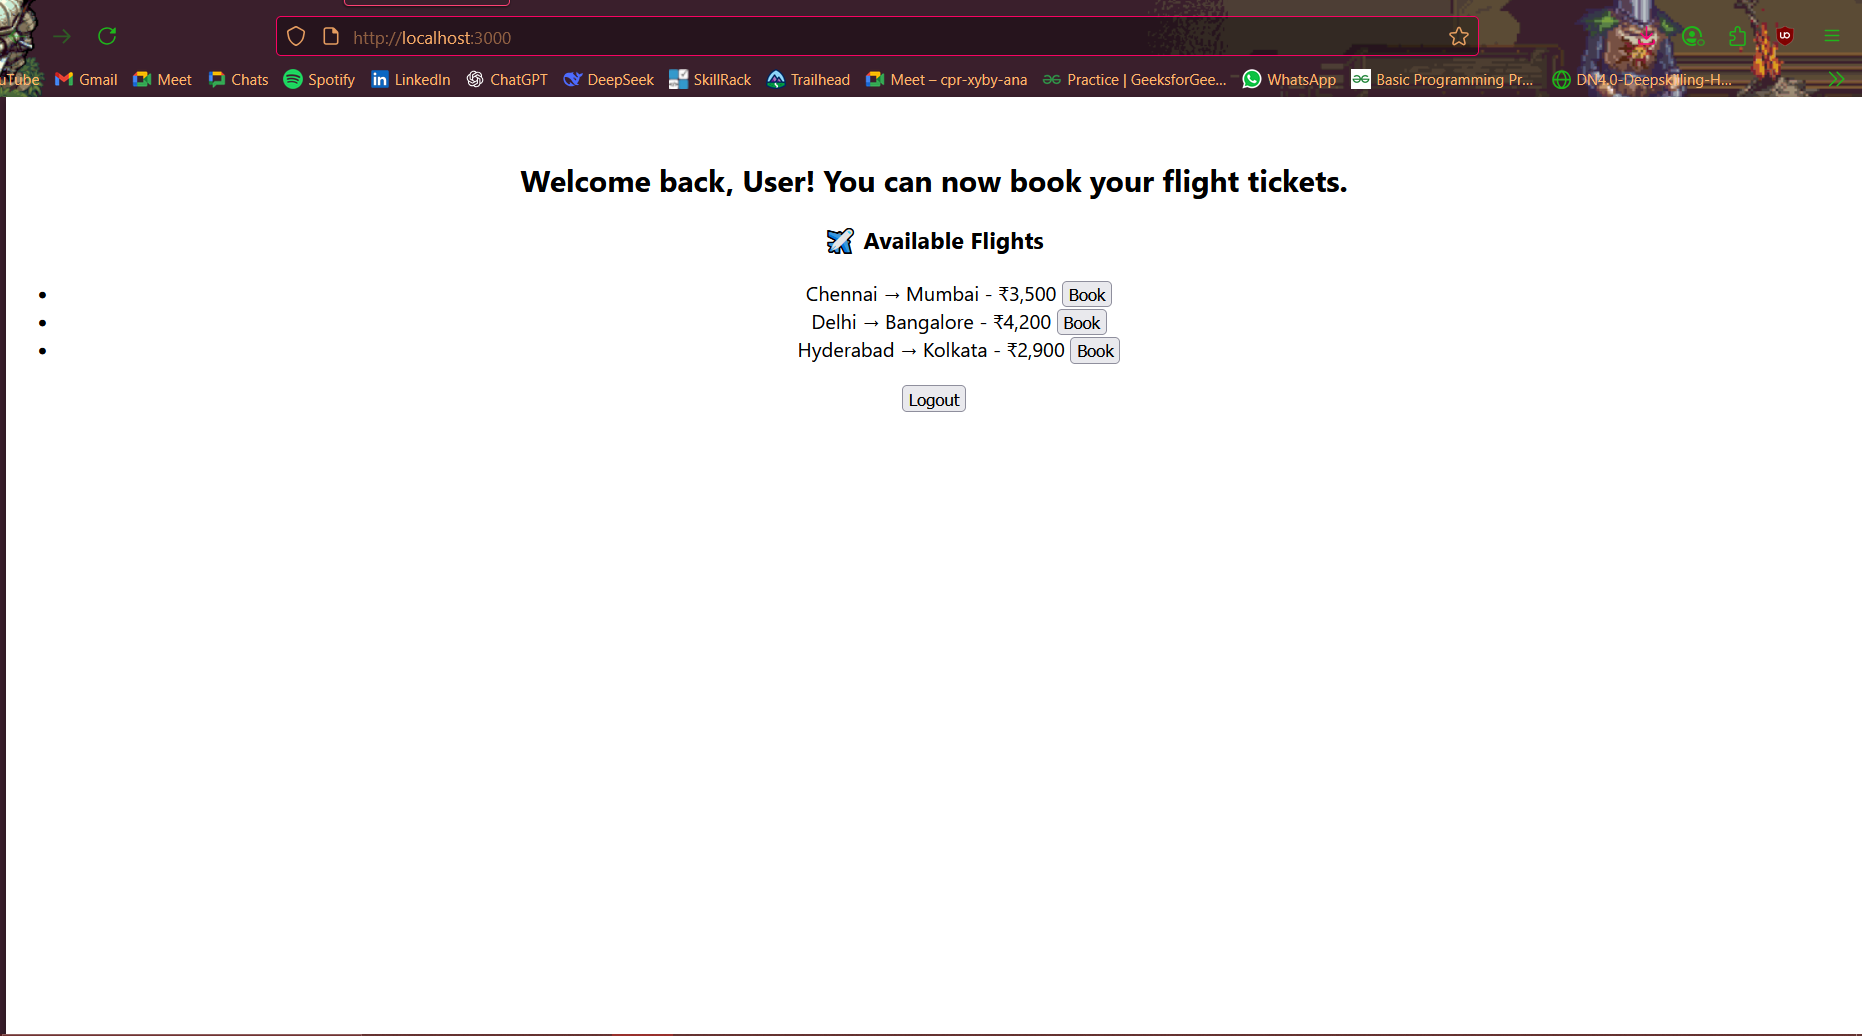 http://localhost:3000
uTube Gmail Meet Chats Spotify LinkedIn ChatGPT DeepSeek SkillRack Trailhead Meet – cpr-xyby-ana Practice | GeeksforGee... WhatsApp Basic Programming Pr... DN4.0-Deepskilling-H...
Welcome back, User! You can now book your flight tickets.
Available Flights
• Chennai → Mumbai - ₹3,500 Book
• Delhi → Bangalore - ₹4,200 Book
• Hyderabad → Kolkata - ₹2,900 Book
Logout